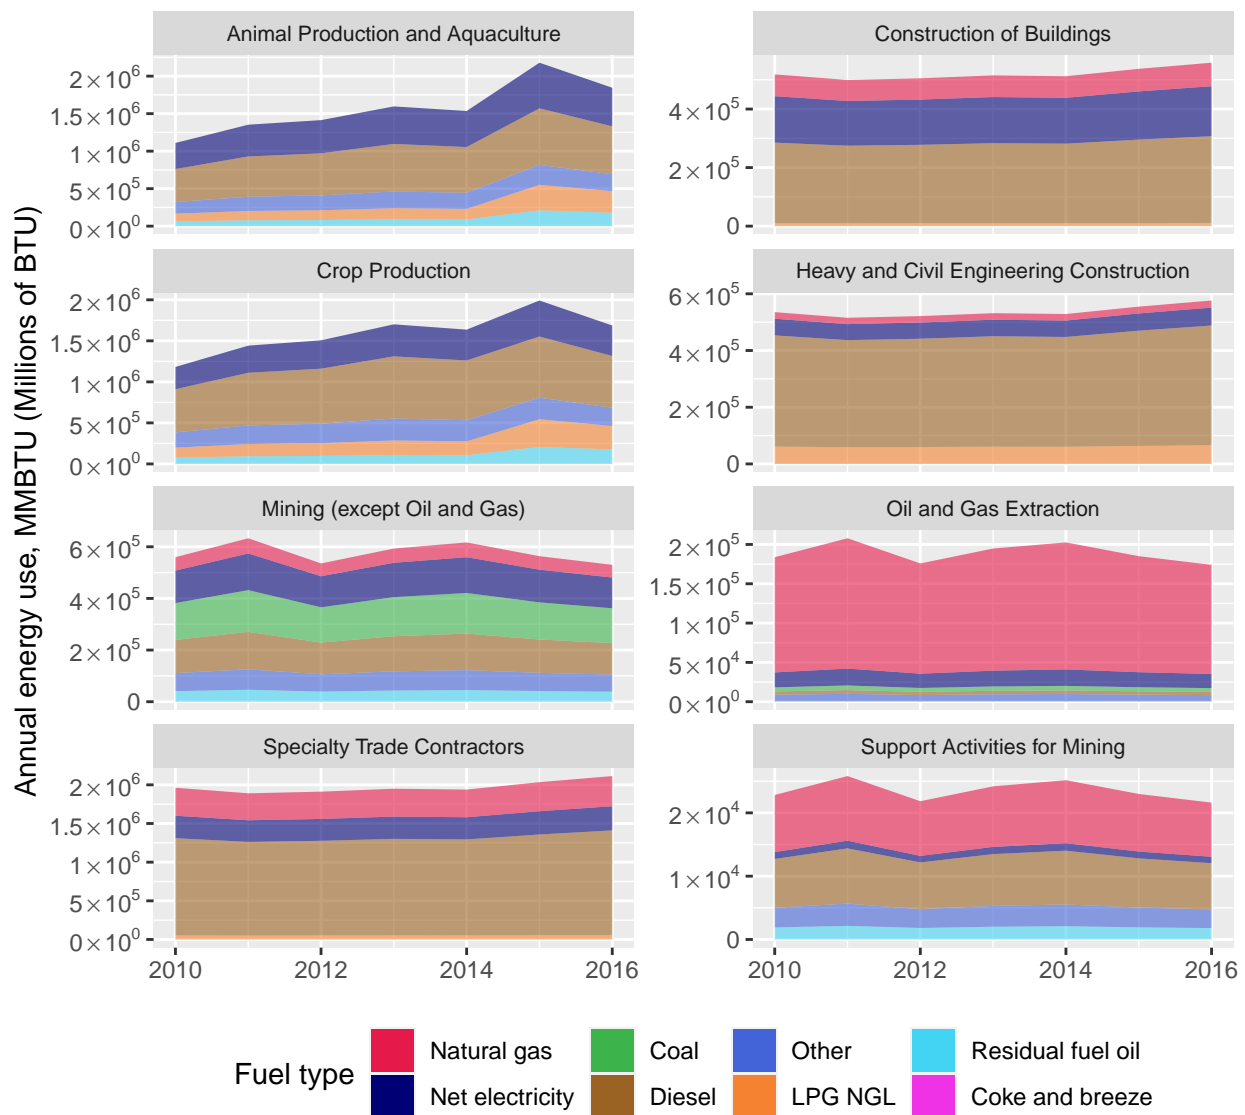 Annual energy use, MMBTU (Millions of BTU)
Animal Production and Aquaculture
2 × 10⁶
1.5 × 10⁶
1 × 10⁶
5 × 10⁵
0 × 10⁰
Construction of Buildings
4 × 10⁵
2 × 10⁵
0
Crop Production
2 × 10⁶
1.5 × 10⁶
1 × 10⁶
5 × 10⁵
0 × 10⁰
Heavy and Civil Engineering Construction
6 × 10⁵
4 × 10⁵
2 × 10⁵
0
Mining (except Oil and Gas)
6 × 10⁵
4 × 10⁵
2 × 10⁵
0
Oil and Gas Extraction
2 × 10⁵
1.5 × 10⁵
1 × 10⁵
5 × 10⁴
0 × 10⁰
Specialty Trade Contractors
2 × 10⁶
1.5 × 10⁶
1 × 10⁶
5 × 10⁵
0 × 10⁰
2010 2012 2014 2016
Support Activities for Mining
2 × 10⁴
1 × 10⁴
0
2010 2012 2014 2016
Fuel type
Natural gas Coal Other Residual fuel oil
Net electricity Diesel LPG NGL Coke and breeze